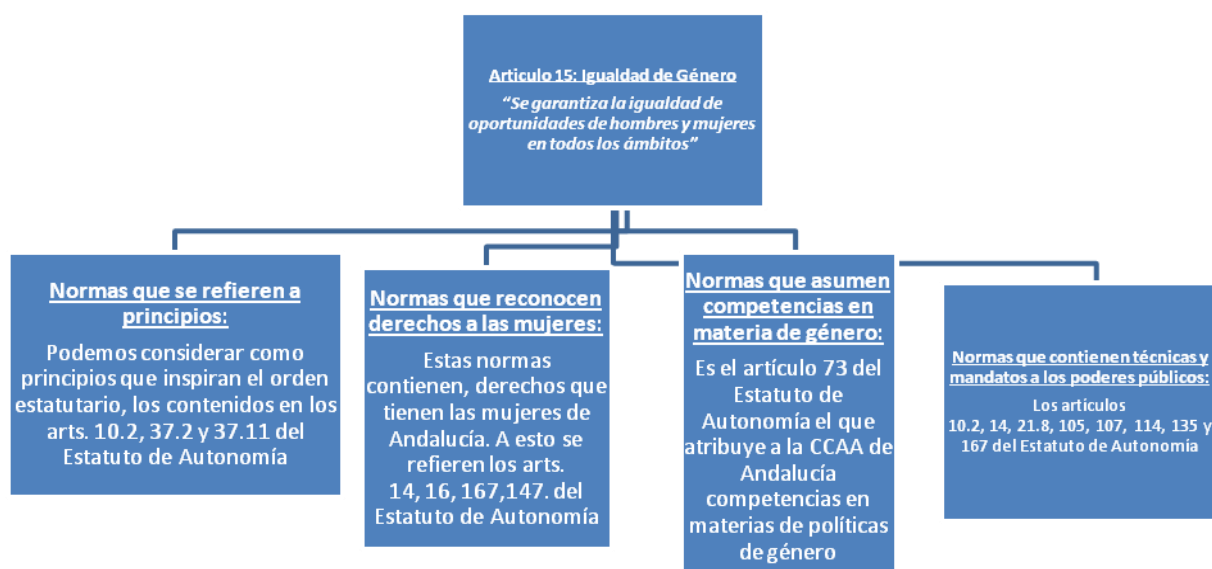 Articulo 15: Igualdad de Género
“Se garantiza la igualdad de
oportunidades de hombres y mujeres
en todos los ámbitos”
Normas que se refieren a
principios:
Podemos considerar como
principios que inspiran el orden
estatutario, los contenidos en los
arts. 10.2, 37.2 y 37.11 del
Estatuto de Autonomía
Normas que reconocen
derechos a las mujeres:
Estas normas
contienen, derechos que
tienen las mujeres de
Andalucía. A esto se
refieren los arts.
14, 16, 167,147. del
Estatuto de Autonomía
Normas que asumen
competencias en
materia de género:
Es el artículo 73 del
Estatuto de
Autonomía el que
atribuye a la CCAA de
Andalucía
competencias en
materias de políticas
de género
Normas que contienen técnicas y
mandatos a los poderes públicos:
Los articulos
10.2, 14, 21.8, 105, 107, 114, 135 y
167 del Estatuto de Autonomía